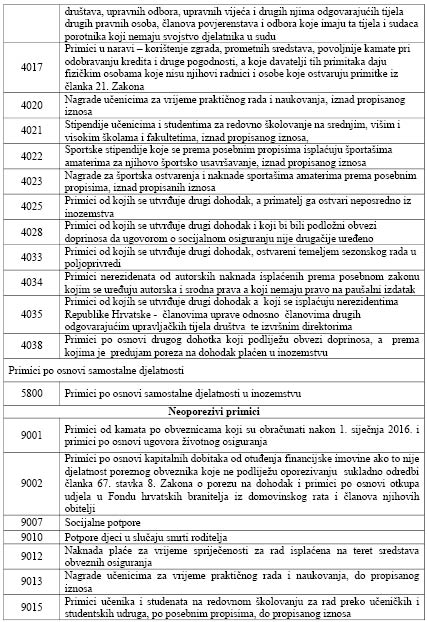 društava, upravnih odbora, upravnih vijeća i drugih njima odgovarajućih tijela
drugih pravnih osoba, članova povjerenstava i odbora koje imaju ta tijela i sudaca
porotnika koji nemaju svojstvo djelatnika u sudu
4017
Primici u naravi – korištenje zgrada, prometnih sredstava, povoljnije kamate pri
odobravanju kredita i druge pogodnosti, a koje davatelji tih primitaka daju
fizičkim osobama koje nisu njihovi radnici i osobe koje ostvaruju primitke iz
članka 21. Zakona
4020
Nagrade učenicima za vrijeme praktičnog rada i naukovanja, iznad propisanog
iznosa
4021
Stipendije učenicima i studentima za redovno školovanje na srednjim, višim i
visokim školama i fakultetima, iznad propisanog iznosa,
4022
Sportske stipendije koje se prema posebnim propisima isplaćuju športašima
amaterima za njihovo športsko usavršavanje, iznad propisanog iznosa
4023
Nagrade za športska ostvarenja i naknade sportašima amaterima prema posebnim
propisima, iznad propisanih iznosa
4025
Primici od kojih se utvrđuje drugi dohodak, a primatelj ga ostvari neposredno iz
inozemstva
4028
Primici od kojih se utvrđuje drugi dohodak i koji bi bili podložni obvezi
doprinosa da ugovorom o socijalnom osiguranju nije drugačije uređeno
4033
Primici od kojih se utvrđuje drugi dohodak, ostvareni temeljem sezonskog rada u
poljoprivredi
4034
Primici nerezidenata od autorskih naknada isplaćenih prema posebnom zakonu
kojim se uređuju autorska i srodna prava a koji nemaju pravo na paušalni izdatak
4035
Primici od kojih se utvrđuje drugi dohodak a koji se isplaćuju nerezidentima
Republike Hrvatske - članovima uprave odnosno članovima drugih
odgovarajućim upravljačkih tijela društva te izvršnim direktorima
4038
Primici po osnovi drugog dohotka koji podliježu obvezi doprinosa, a prema
kojima je predujam poreza na dohodak plaćen u inozemstvu
Primici po osnovi samostalne djelatnosti
5800
Primici po osnovi samostalne djelatnosti u inozemstvu
Neoporezivi primici
9001
Primici od kamata po obveznicama koji su obračunati nakon 1. siječnja 2016. i
primici po osnovi ugovora životnog osiguranja
9002
Primici po osnovi kapitalnih dobitaka od otuđenja financijske imovine ako to nije
djelatnost poreznog obveznika koje ne podliježu oporezivanju sukladno odredbi
članka 67. stavka 8. Zakona o porezu na dohodak i primici po osnovi otkupa
udjela u Fondu hrvatskih branitelja iz domovinskog rata i članova njihovih
obitelji
9007
Socijalne potpore
9010
Potpore djeci u slučaju smrti roditelja
9012
Naknada plaće za vrijeme spriječenosti za rad isplaćena na teret sredstava
obveznih osiguranja
9013
Nagrade učenicima za vrijeme praktičnog rada i naukovanja, do propisanog
iznosa
9015
Primici učenika i studenata na redovnom školovanju za rad preko učeničkih i
studentskih udruga, po posebnim propisima, do propisanog iznosa